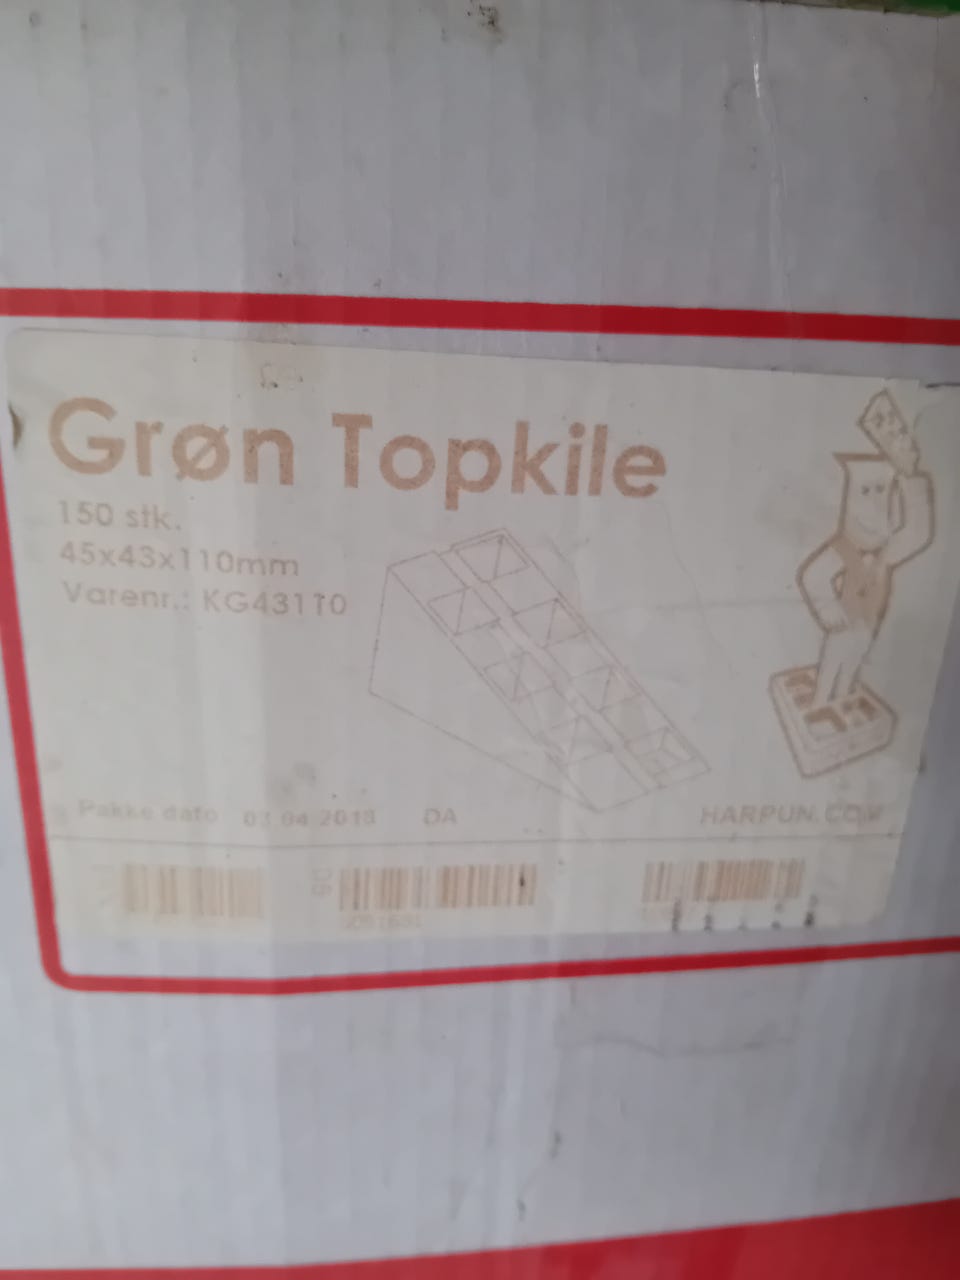 Grøn Topkile
150 stk.
45x43x110mm
Varenr.: KG43110
Pakke dato 03.04.2018 DA
HARPUN.COM